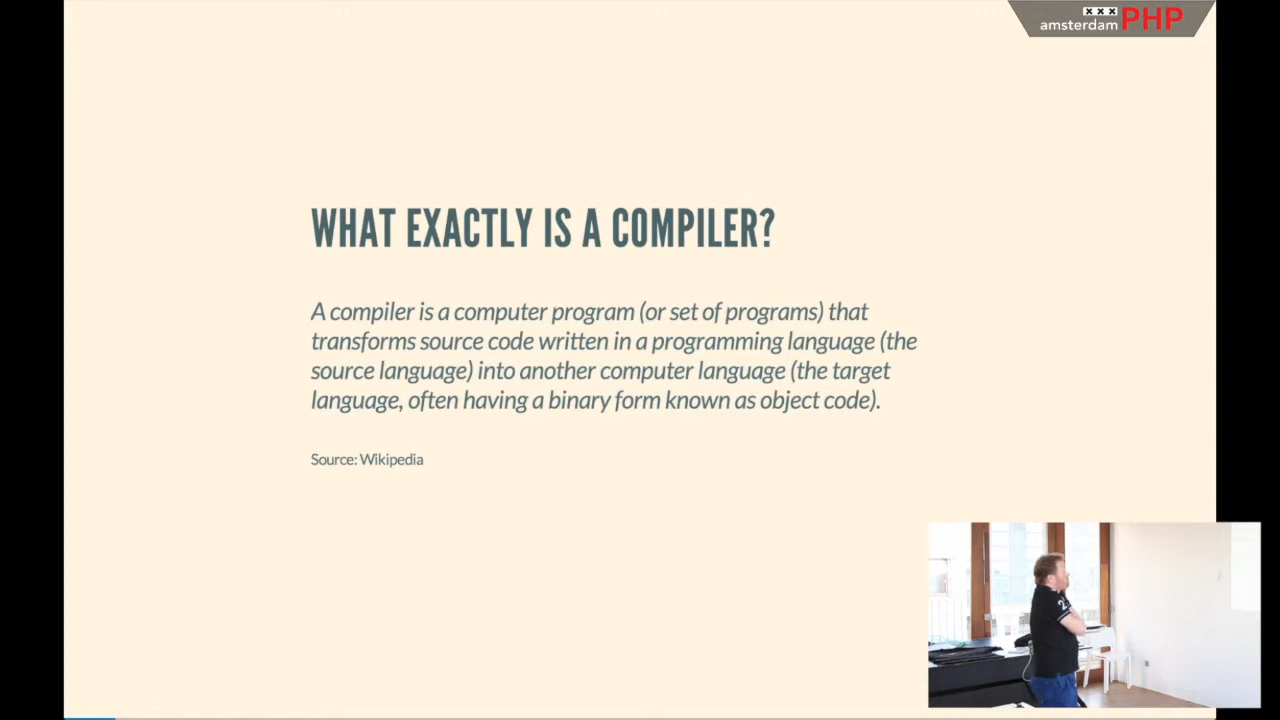 xxx
amsterdam PHP
WHAT EXACTLY IS A COMPILER?
A compiler is a computer program (or set of programs) that
transforms source code written in a programming language (the
source language) into another computer language (the target
language, often having a binary form known as object code).
Source: Wikipedia
2